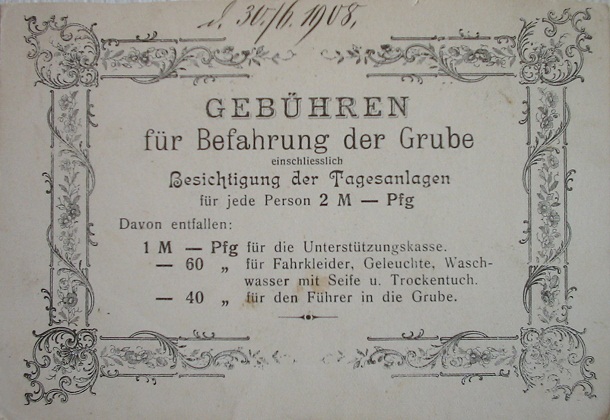 d. 30./6. 1908.
GEBÜHREN
für Befahrung der Grube
einschliesslich
Besichtigung der Tagesanlagen
für jede Person 2 M — Pfg
Davon entfallen:
1 M — Pfg für die Unterstützungskasse.
— 60 „ für Fahrkleider, Geleuchte, Wasch-
wasser mit Seife u. Trockentuch.
— 40 „ für den Führer in die Grube.